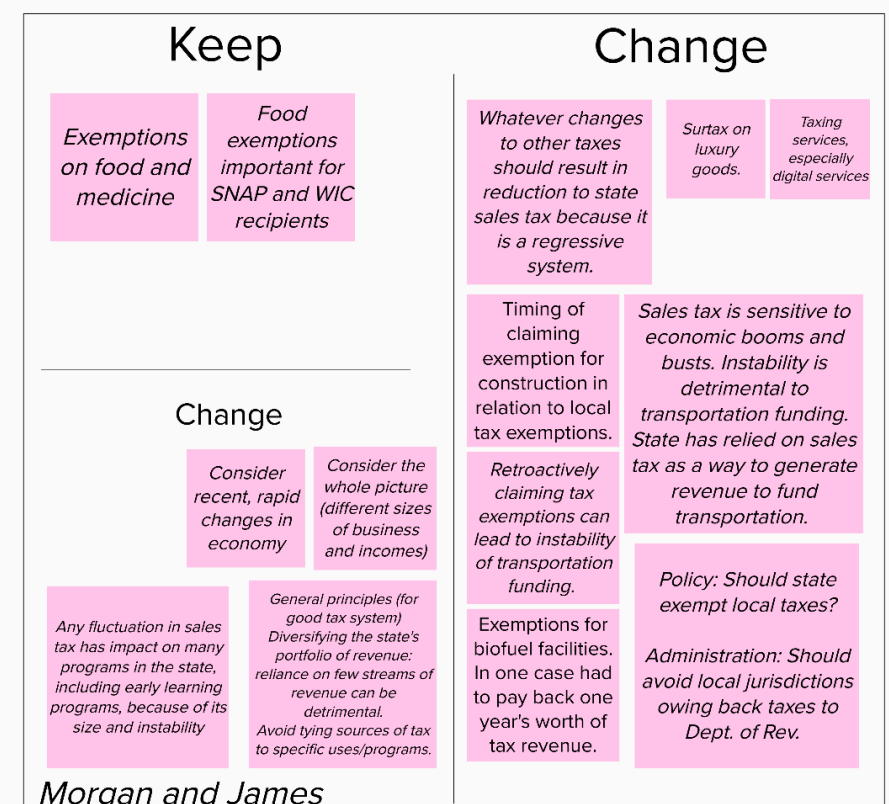 Keep
Exemptions
on food and
medicine
Food
exemptions
important for
SNAP and WIC
recipients
Change
Consider
recent, rapid
changes in
economy
Consider the
whole picture
(different sizes
of business
and incomes)
Any fluctuation in sales
tax has impact on many
programs in the state,
including early learning
programs, because of its
size and instability
General principles (for
good tax system)
Diversifying the state's
portfolio of revenue:
reliance on few streams of
revenue can be
detrimental.
Avoid tying sources of tax
to specific uses/programs.
Morgan and James
Change
Whatever changes
to other taxes
should result in
reduction to state
sales tax because it
is a regressive
system.
Surtax on
luxury
goods.
Taxing
services,
especially
digital services
Timing of
claiming
exemption for
construction in
relation to local
tax exemptions.
Sales tax is sensitive to
economic booms and
busts. Instability is
detrimental to
transportation funding.
State has relied on sales
tax as a way to generate
revenue to fund
transportation.
Retroactively
claiming tax
exemptions can
lead to instability
of transportation
funding.
Exemptions for
biofuel facilities.
In one case had
to pay back one
year's worth of
tax revenue.
Policy: Should state
exempt local taxes?
Administration: Should
avoid local jurisdictions
owing back taxes to
Dept. of Rev.